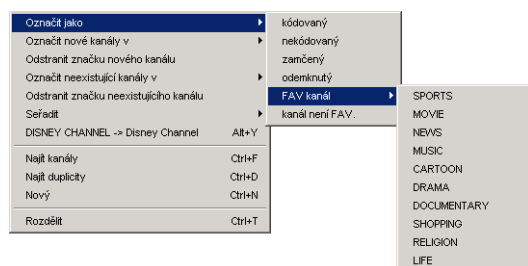 Označit jako
Označit nové kanály v
Odstranit značku nového kanálu
Označit neexistující kanály v
Odstranit značku neexistujícího kanálu
Seřadit
DISNEY CHANNEL -> Disney Channel Alt+Y
Najít kanály Ctrl+F
Najít duplicity Ctrl+D
Nový Ctrl+N
Rozdělit Ctrl+T
kódovaný
nekódovaný
zamčený
odemknutý
FAV kanál
kanál není FAV.
SPORTS
MOVIE
NEWS
MUSIC
CARTOON
DRAMA
DOCUMENTARY
SHOPPING
RELIGION
LIFE